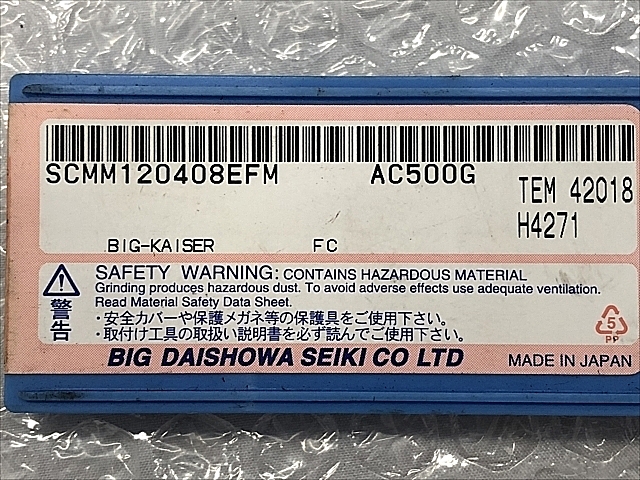 SCMM120408EFM AC500G
TEM 42018
H4271
BIG-KAISER FC
SAFETY WARNING: CONTAINS HAZARDOUS MATERIAL
Grinding produces hazardous dust. To avoid adverse effects use adequate ventilation.
Read Material Safety Data Sheet.
警告
・安全カバーや保護メガネ等の保護具をご使用下さい。
・取付け工具の取扱い説明書を必ず読んでご使用下さい。
5
PP
BIG DAISHOWA SEIKI CO LTD
MADE IN JAPAN